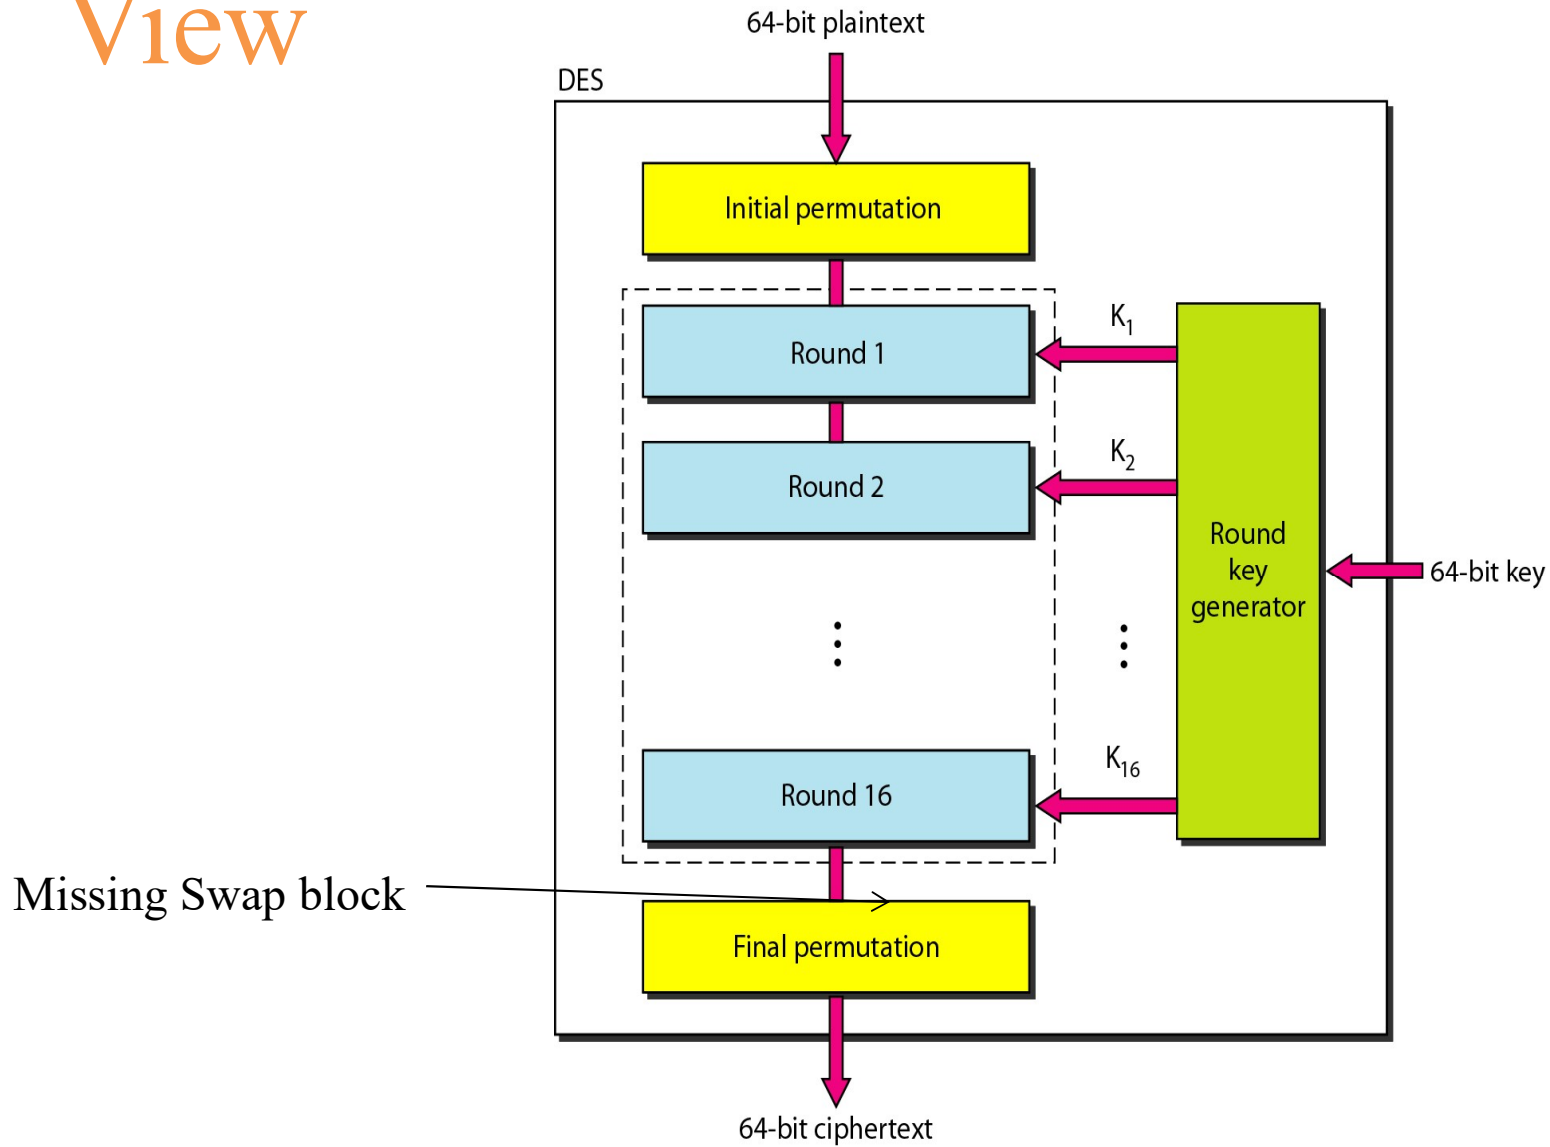 View
64-bit plaintext
DES
Initial permutation
Round 1
K1
Round 2
K2
Round
key
generator
64-bit key
Round 16
K16
Missing Swap block
Final permutation
64-bit ciphertext